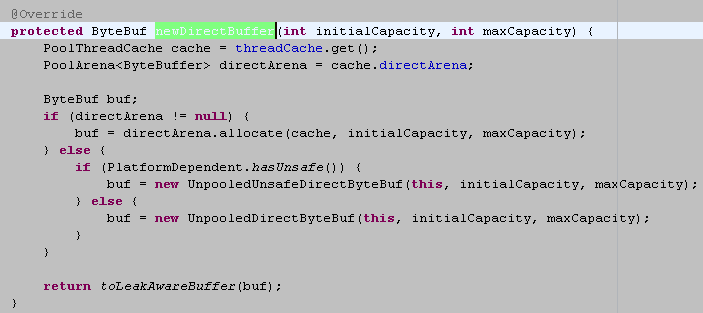 @Override
protected ByteBuf newDirectBuffer(int initialCapacity, int maxCapacity) {
    PoolThreadCache cache = threadCache.get();
    PoolArena<ByteBuffer> directArena = cache.directArena;

    ByteBuf buf;
    if (directArena != null) {
        buf = directArena.allocate(cache, initialCapacity, maxCapacity);
    } else {
        if (PlatformDependent.hasUnsafe()) {
            buf = new UnpooledUnsafeDirectByteBuf(this, initialCapacity, maxCapacity);
        } else {
            buf = new UnpooledDirectByteBuf(this, initialCapacity, maxCapacity);
        }
    }

    return toLeakAwareBuffer(buf);
}